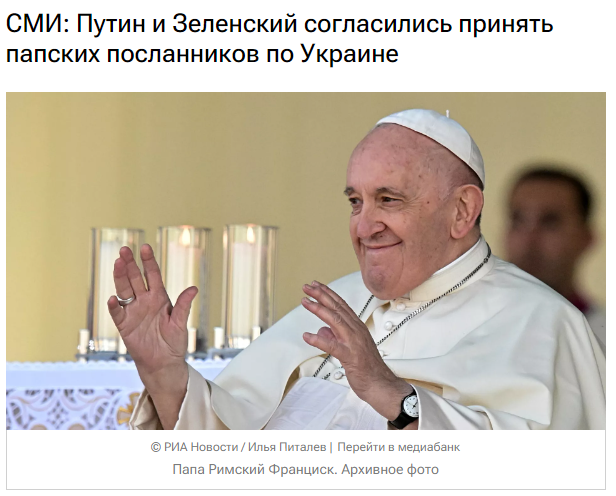 СМИ: Путин и Зеленский согласились принять
папских посланников по Украине
© РИА Новости / Илья Питалев | Перейти в медиабанк
Папа Римский Франциск. Архивное фото